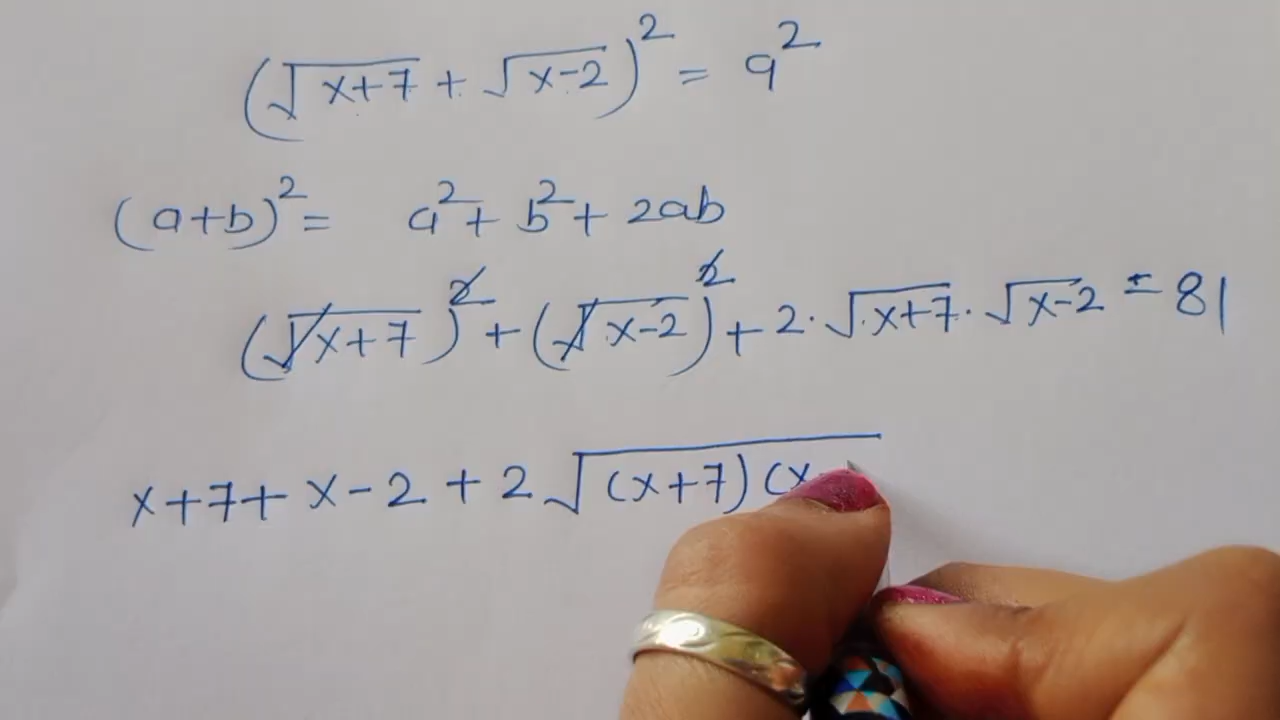 (√x+7 + √x-2)² = 9²
(a+b)² = a² + b² + 2ab
(√x+7)² + (√x-2)² + 2·√x+7·√x-2 = 81
x+7+ x-2 + 2√(x+7)(x-